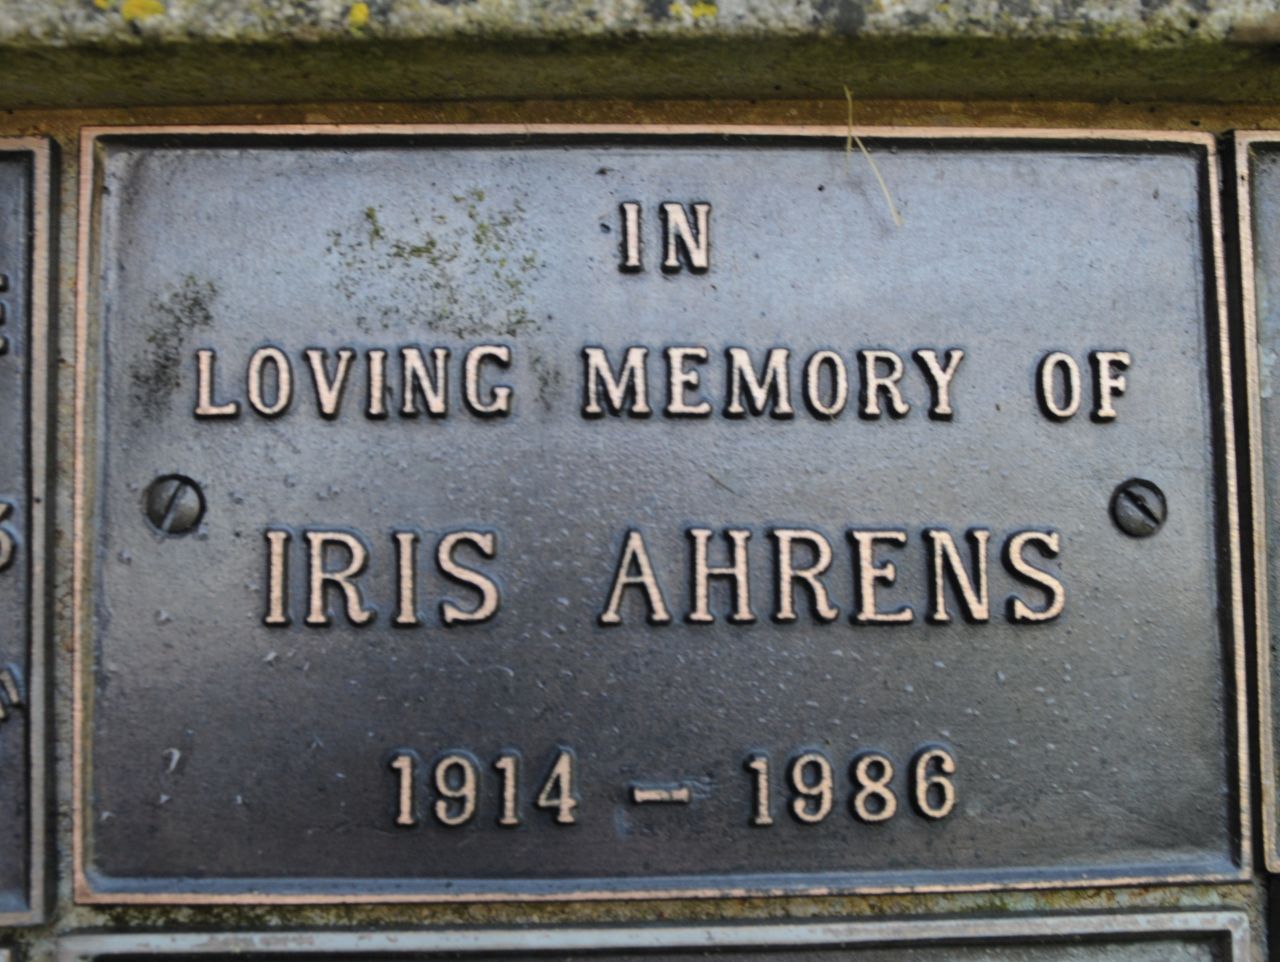 IN
LOVING MEMORY OF
IRIS AHRENS
1914 – 1986